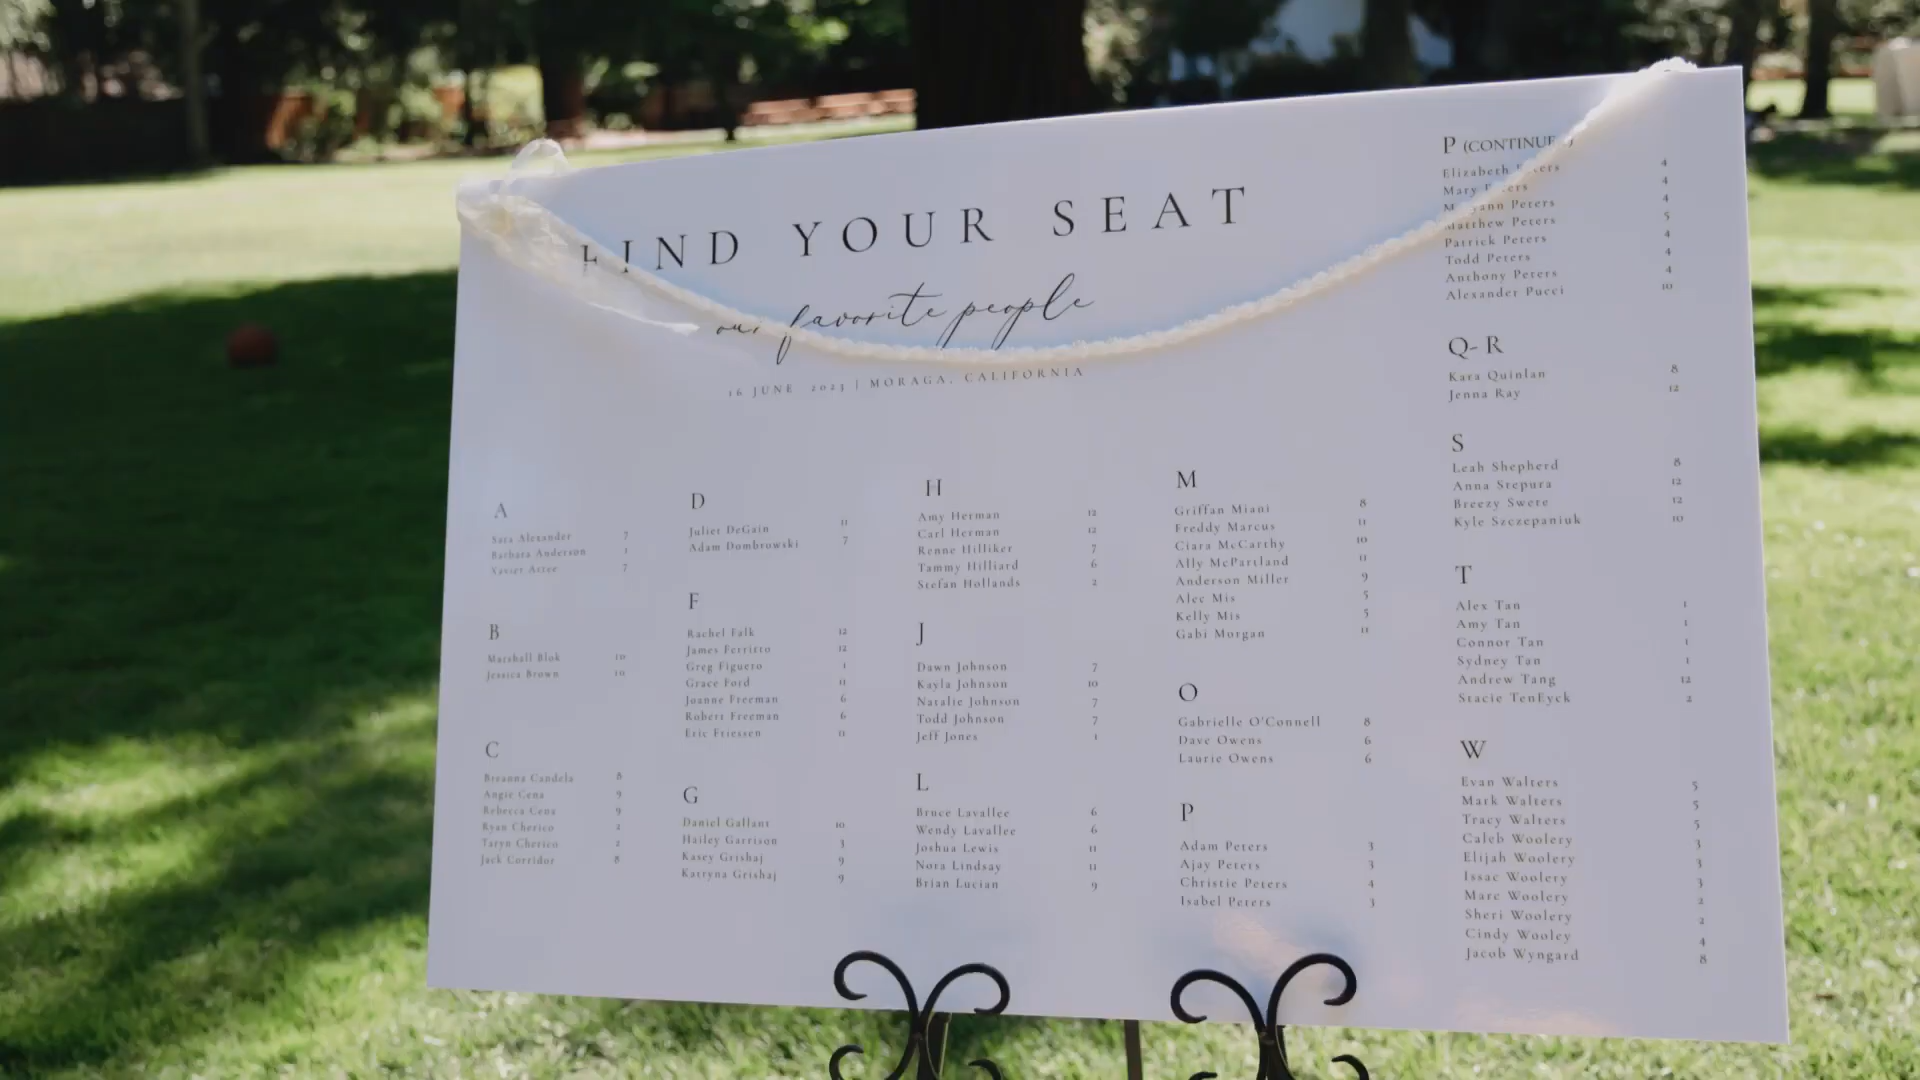 FIND YOUR SEAT
our favorite people
16 JUNE 2023 | MORAGA, CALIFORNIA
A
Sara Alexander 7
Barbara Anderson 1
Xavier Artee 7
B
Marshall Blok 10
Jessica Brown 10
C
Breanna Candela 8
Angie Cena 9
Rebecca Cena 9
Ryan Cherico 2
Taryn Cherico 2
Jack Corridor 8
D
Juliet DeGain 11
Adam Dombrowski 7
F
Rachel Falk 12
James Ferritto 12
Greg Figuero 1
Grace Ford 11
Joanne Freeman 6
Robert Freeman 6
Eric Friessen 11
G
Daniel Gallant 10
Hailey Garrison 3
Kasey Grishaj 9
Katryna Grishaj 9
H
Amy Herman 12
Carl Herman 12
Renne Hilliker 7
Tammy Hilliard 6
Stefan Hollands 2
J
Dawn Johnson 7
Kayla Johnson 10
Natalie Johnson 7
Todd Johnson 7
Jeff Jones 1
L
Bruce Lavallee 6
Wendy Lavallee 6
Joshua Lewis 11
Nora Lindsay 11
Brian Lucian 9
M
Griffan Miani 8
Freddy Marcus 11
Ciara McCarthy 10
Ally McPartland 11
Anderson Miller 9
Alec Mis 5
Kelly Mis 5
Gabi Morgan 11
O
Gabrielle O'Connell 8
Dave Owens 6
Laurie Owens 6
P
Adam Peters 3
Ajay Peters 3
Christie Peters 4
Isabel Peters 3
P (CONTINUED)
Elizabeth Peters 4
Mary Peters 4
Maryann Peters 4
Matthew Peters 5
Patrick Peters 4
Todd Peters 4
Anthony Peters 4
Alexander Pucci 10
Q-R
Kara Quinlan 8
Jenna Ray 12
S
Leah Shepherd 8
Anna Stepura 12
Breezy Swete 12
Kyle Szczepaniuk 10
T
Alex Tan 1
Amy Tan 1
Connor Tan 1
Sydney Tan 1
Andrew Tang 12
Stacie TenEyck 2
W
Evan Walters 5
Mark Walters 5
Tracy Walters 5
Caleb Woolery 3
Elijah Woolery 3
Issac Woolery 3
Marc Woolery 2
Sheri Woolery 2
Cindy Wooley 4
Jacob Wyngard 8